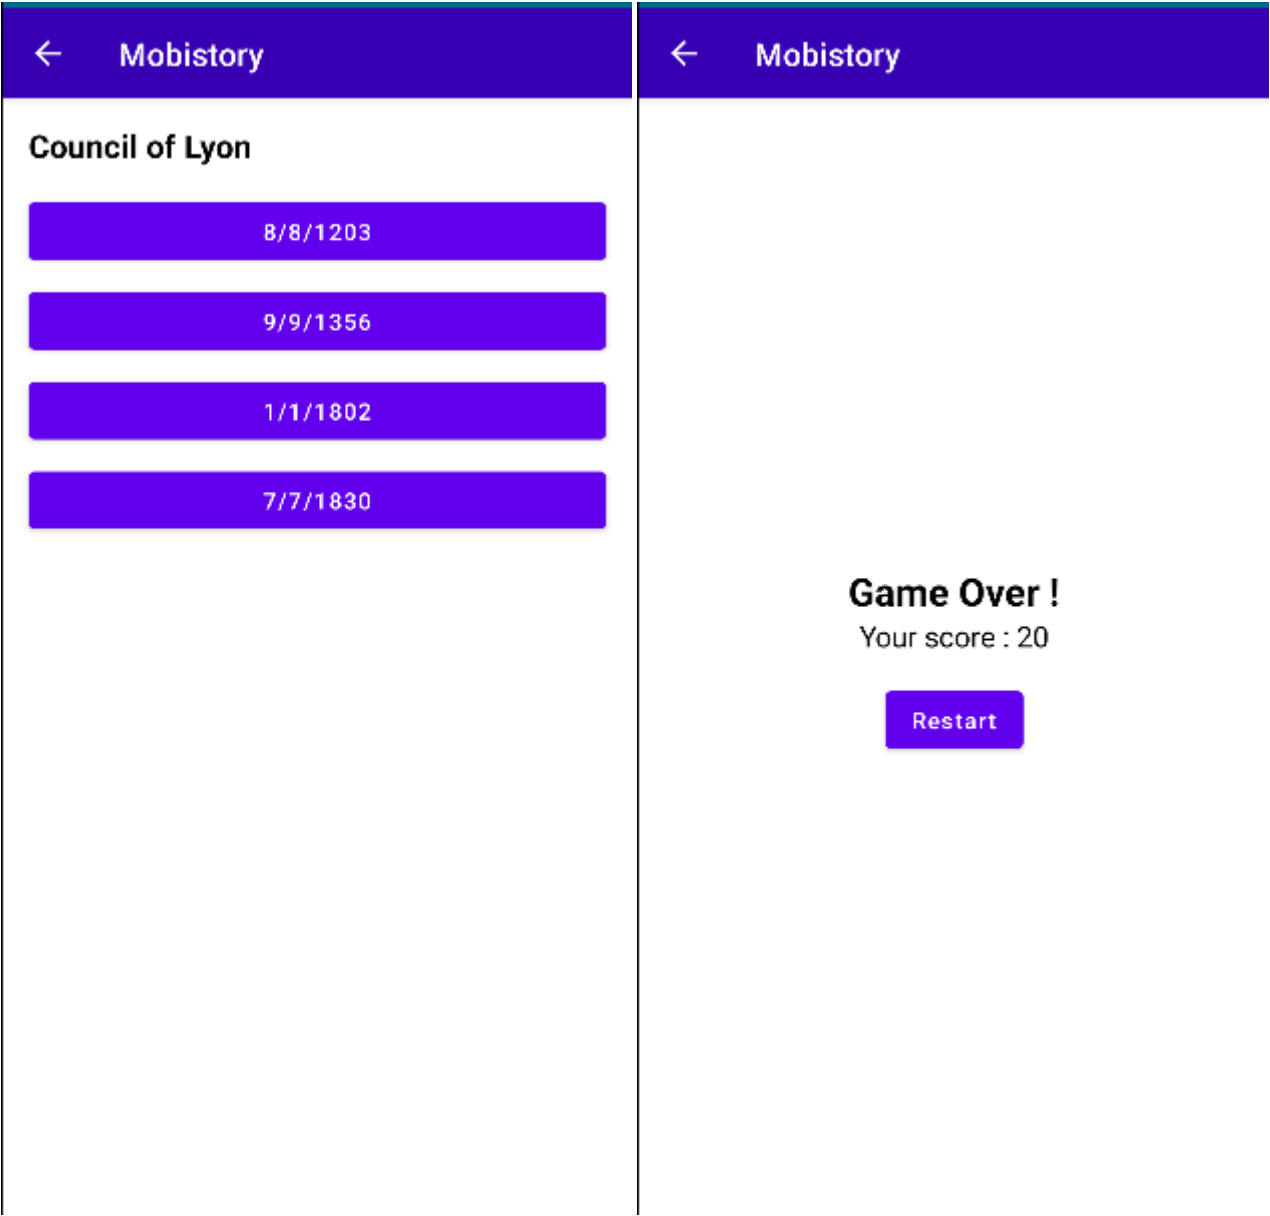 Mobistory
Council of Lyon
8/8/1203
9/9/1356
1/1/1802
7/7/1830
Mobistory
Game Over !
Your score : 20
Restart